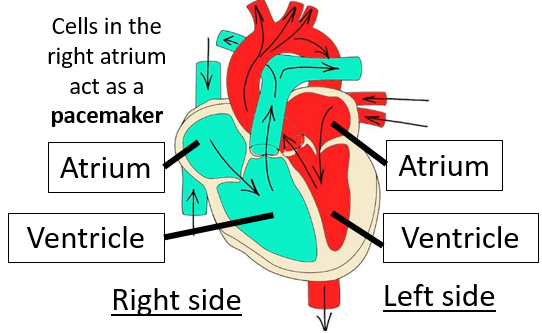 Cells in the
right atrium
act as a
pacemaker
Atrium
Atrium
Ventricle
Ventricle
Right side
Left side